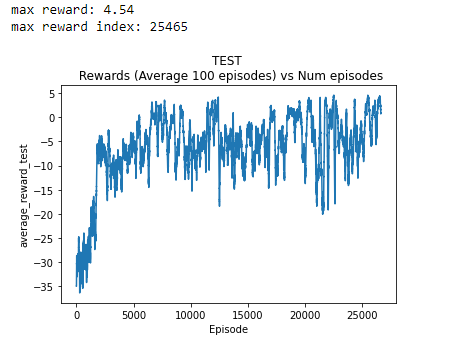 max reward: 4.54
max reward index: 25465
TEST
Rewards (Average 100 episodes) vs Num episodes
average_reward_test
5
0
−5
−10
−15
−20
−25
−30
−35
0
5000
10000
15000
20000
25000
Episode